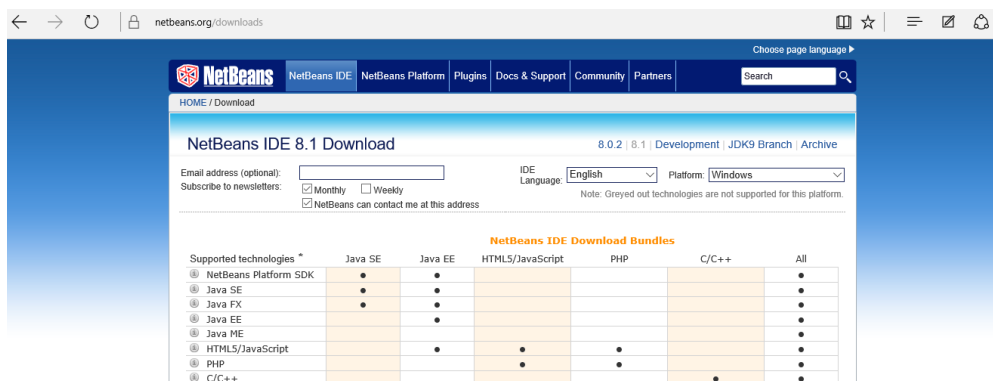 netbeans.org/downloads
Choose page language
NetBeans NetBeans IDE NetBeans Platform Plugins Docs & Support Community Partners Search
HOME / Download
NetBeans IDE 8.1 Download 8.0.2 | 8.1 | Development | JDK9 Branch | Archive
Email address (optional): IDE Language: English Platform: Windows
Subscribe to newsletters: Monthly Weekly Note: Greyed out technologies are not supported for this platform.
NetBeans can contact me at this address
NetBeans IDE Download Bundles
Supported technologies * Java SE Java EE HTML5/JavaScript PHP C/C++ All
NetBeans Platform SDK • • •
Java SE • • •
Java FX • • •
Java EE • •
Java ME •
HTML5/JavaScript • • • •
PHP • • •
C/C++ • •